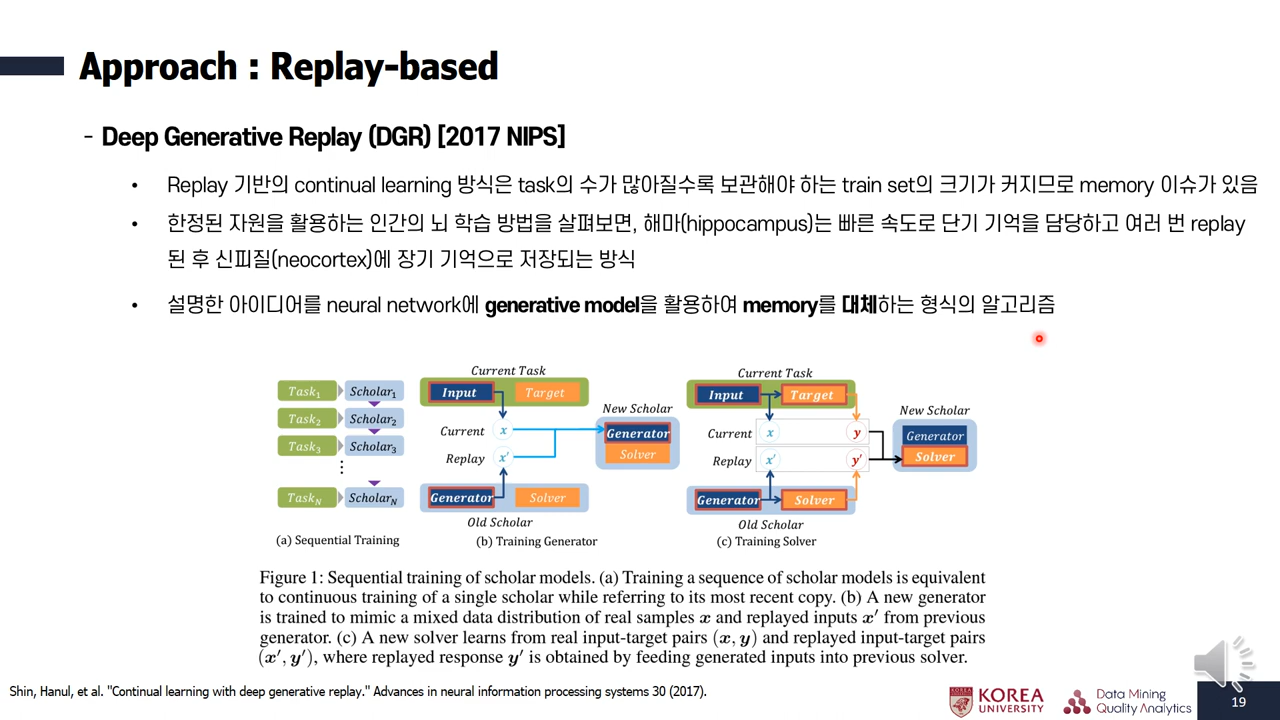 Approach : Replay-based
- Deep Generative Replay (DGR) [2017 NIPS]
• Replay 기반의 continual learning 방식은 task의 수가 많아질수록 보관해야 하는 train set의 크기가 커지므로 memory 이슈가 있음
• 한정된 자원을 활용하는 인간의 뇌 학습 방법을 살펴보면, 해마(hippocampus)는 빠른 속도로 단기 기억을 담당하고 여러 번 replay
된 후 신피질(neocortex)에 장기 기억으로 저장되는 방식
• 설명한 아이디어를 neural network에 generative model을 활용하여 memory를 대체하는 형식의 알고리즘
Task1 Scholar1
Task2 Scholar2
Task3 Scholar3
⋮
TaskN ScholarN
(a) Sequential Training
Current Task
Input Target
New Scholar
Current x
Generator
Replay x′
Solver
Generator Solver
Old Scholar
(b) Training Generator
Current Task
Input Target
New Scholar
Current x y
Generator
Replay x′ y′
Solver
Generator Solver
Old Scholar
(c) Training Solver
Figure 1: Sequential training of scholar models. (a) Training a sequence of scholar models is equivalent
to continuous training of a single scholar while referring to its most recent copy. (b) A new generator
is trained to mimic a mixed data distribution of real samples x and replayed inputs x′ from previous
generator. (c) A new solver learns from real input-target pairs (x, y) and replayed input-target pairs
(x′, y′), where replayed response y′ is obtained by feeding generated inputs into previous solver.
Shin, Hanul, et al. "Continual learning with deep generative replay." Advances in neural information processing systems 30 (2017).
KOREA
UNIVERSITY
Data Mining
Quality Analytics
19